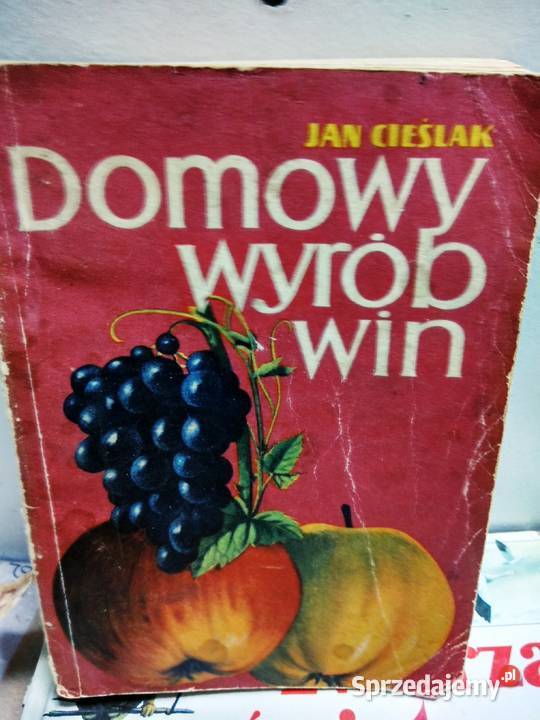 JAN CIEŚLAK
DOMOWY
wyrób
win
Sprzedajemy.pl